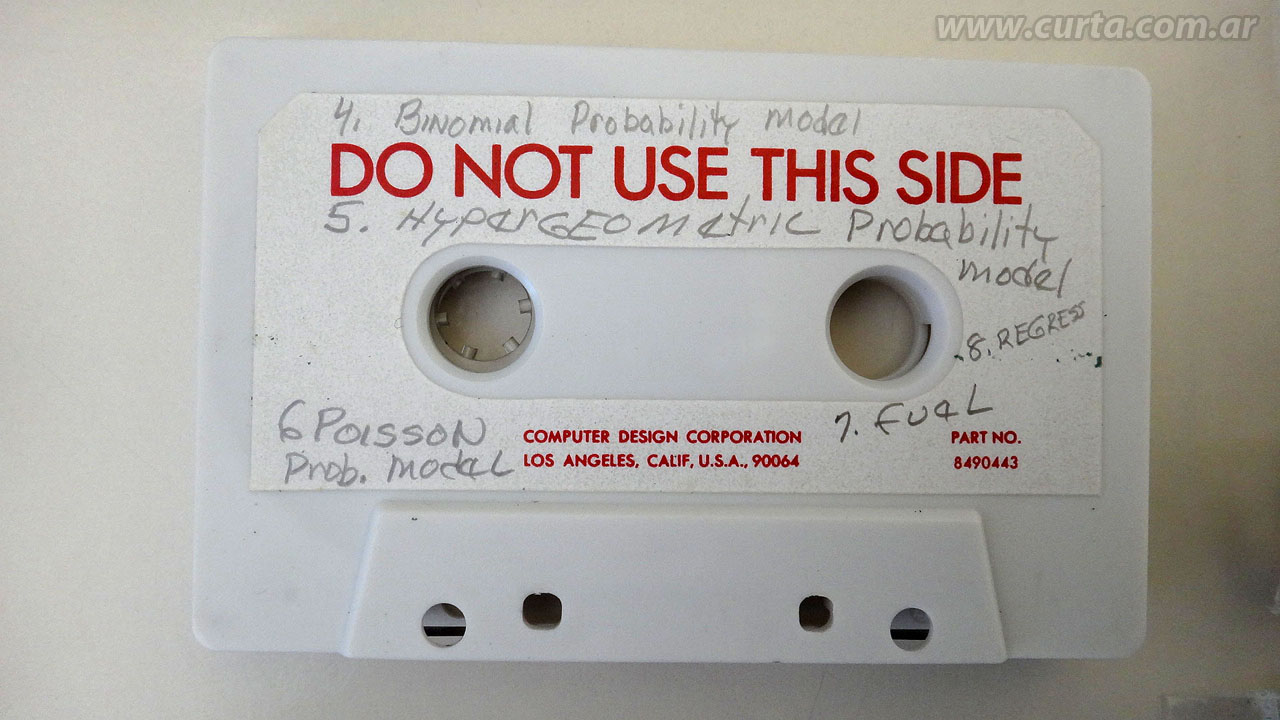 www.curta.com.ar
4. Binomial Probability model
DO NOT USE THIS SIDE
5. HypergEOmetric Probability
model
8. REGRESS
7. EvaL
6 Poisson
Prob. model
COMPUTER DESIGN CORPORATION
LOS ANGELES, CALIF, U.S.A., 90064
PART NO.
8490443